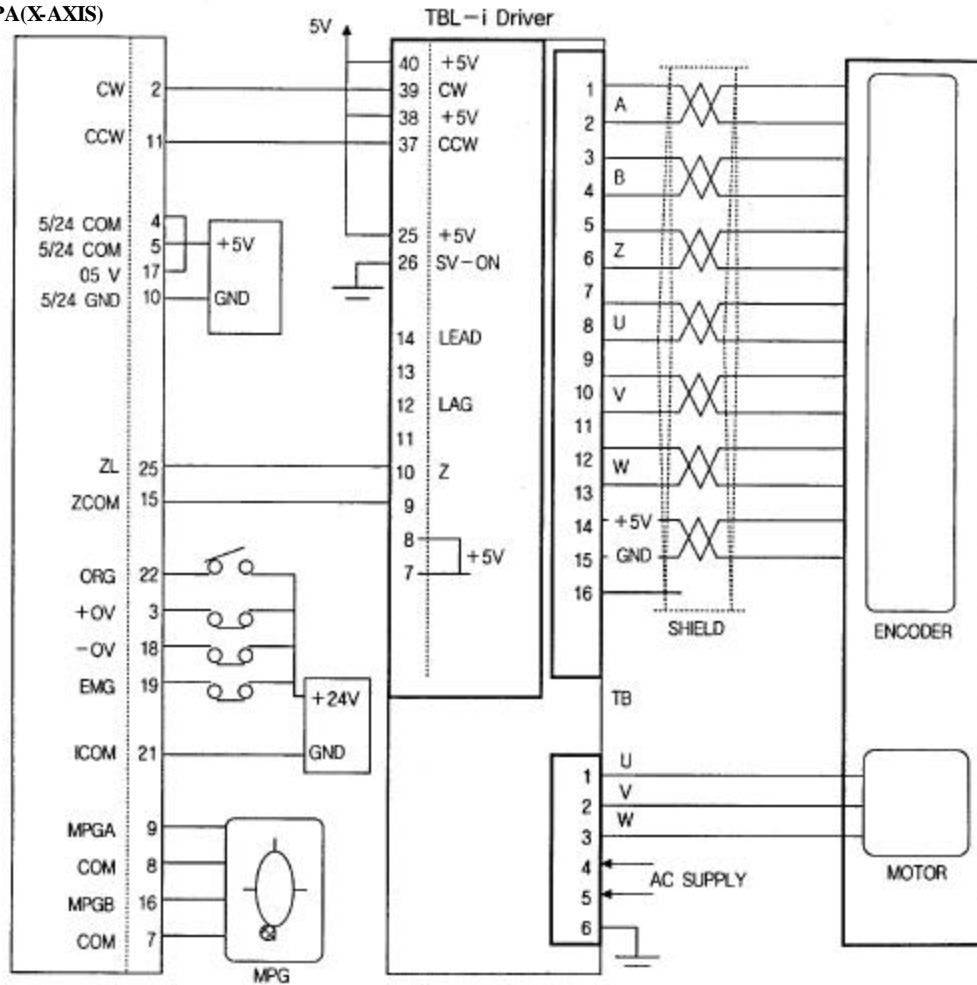 PA(X-AXIS)
TBL-i Driver
5V
CW 2
CCW 11
5/24 COM 4
5/24 COM 5
05 V 17
5/24 GND 10
+5V
GND
ZL 25
ZCOM 15
ORG 22
+OV 3
-OV 18
EMG 19
ICOM 21
+24V
GND
MPGA 9
COM 8
MPGB 16
COM 7
MPG
40 +5V
39 CW
38 +5V
37 CCW
25 +5V
26 SV-ON
14 LEAD
13
12 LAG
11
10 Z
9
8
7
+5V
1
A
2
3
B
4
5
Z
6
7
U
8
9
V
10
11
W
12
13
14 +5V
15 GND
16
SHIELD
ENCODER
TB
1 U
2 V
3 W
4
5
AC SUPPLY
6
MOTOR